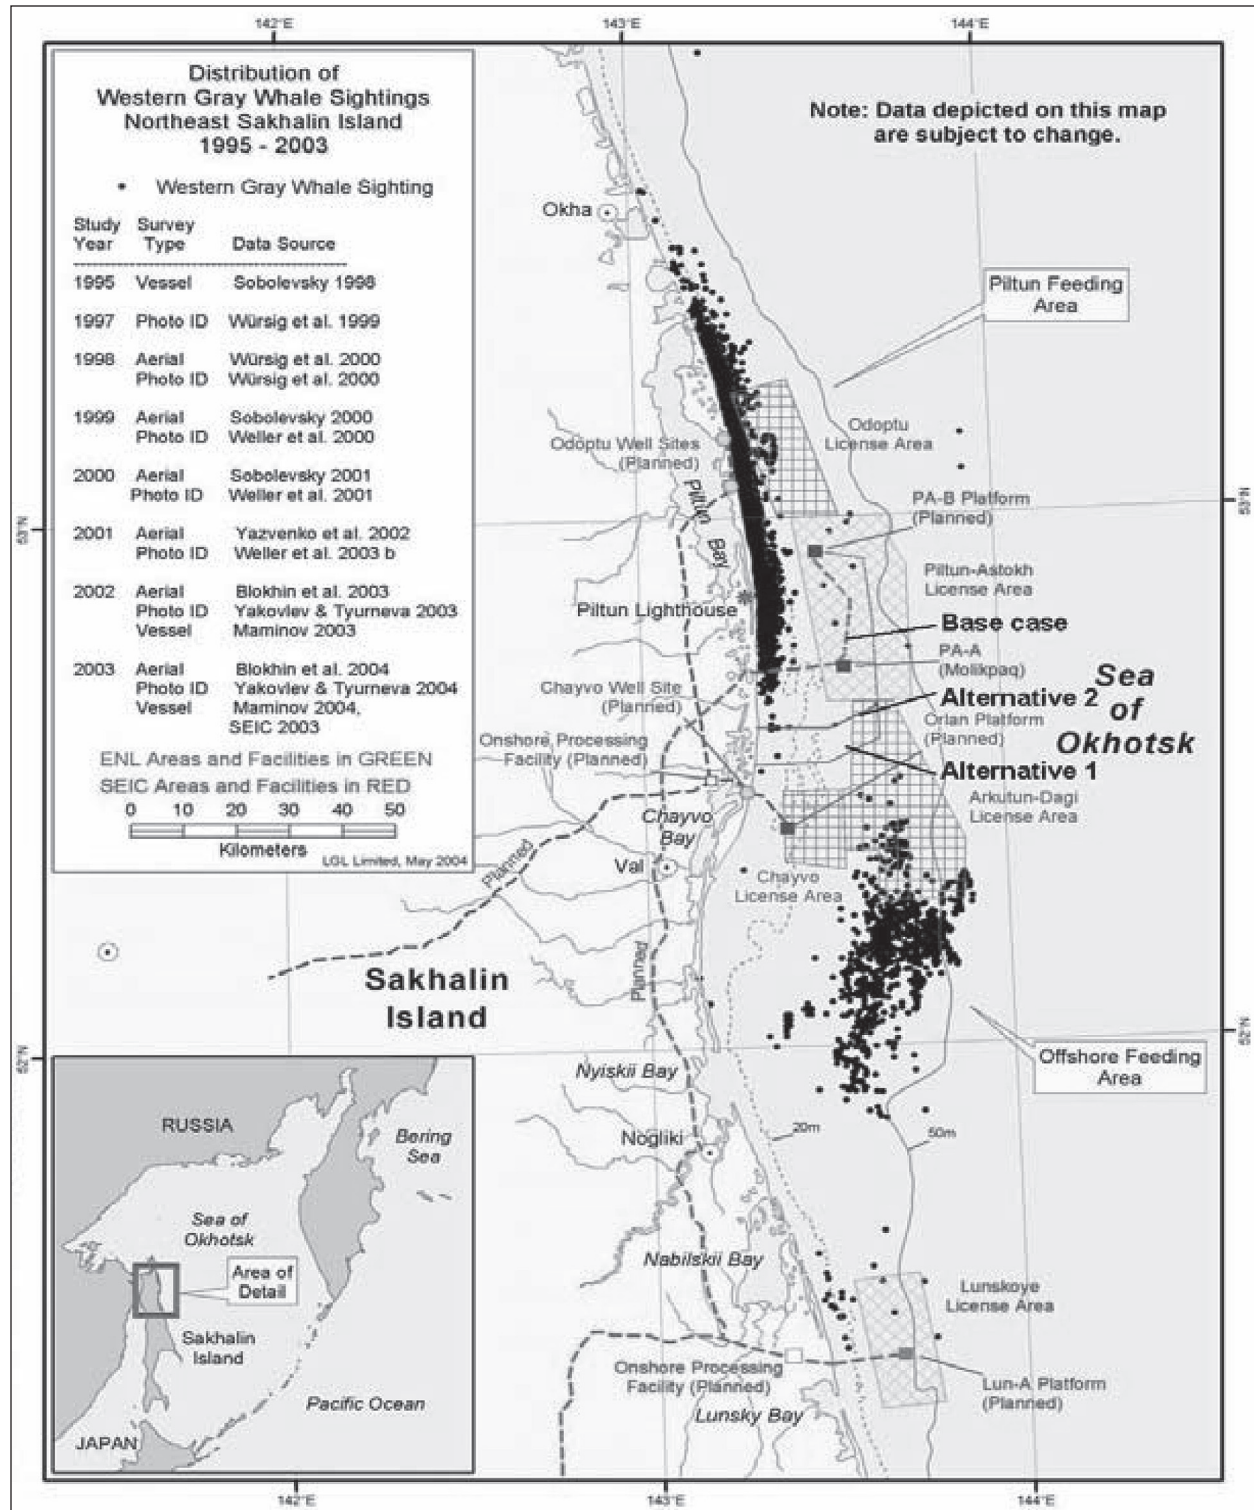 142°E
143°E
144°E
Distribution of
Western Gray Whale Sightings
Northeast Sakhalin Island
1995 - 2003
• Western Gray Whale Sighting
Study Survey
Year Type Data Source
1995 Vessel Sobolevsky 1998
1997 Photo ID Würsig et al. 1999
1998 Aerial Würsig et al. 2000
Photo ID Würsig et al. 2000
1999 Aerial Sobolevsky 2000
Photo ID Weller et al. 2000
2000 Aerial Sobolevsky 2001
Photo ID Weller et al. 2001
2001 Aerial Yazvenko et al. 2002
Photo ID Weller et al. 2003 b
2002 Aerial Blokhin et al. 2003
Photo ID Yakovlev & Tyurneva 2003
Vessel Maminov 2003
2003 Aerial Blokhin et al. 2004
Photo ID Yakovlev & Tyurneva 2004
Vessel Maminov 2004,
SEIC 2003
ENL Areas and Facilities in GREEN
SEIC Areas and Facilities in RED
0 10 20 30 40 50
Kilometers
LGL Limited, May 2004
Note: Data depicted on this map
are subject to change.
Okha
Piltun Feeding
Area
Odoptu
License Area
Odoptu Well Sites
(Planned)
Piltun
Bay
PA-B Platform
(Planned)
53°N
53°N
Piltun-Astokh
License Area
Piltun Lighthouse
Base case
PA-A
(Molikpaq)
Sea
of
Okhotsk
Chayvo Well Site
(Planned)
Alternative 2
Orlan Platform
(Planned)
Onshore Processing
Facility (Planned)
Alternative 1
Arkutun-Dagi
License Area
Chayvo
Bay
Planned
Val
Chayvo
License Area
Planned
Sakhalin
Island
52°N
52°N
Offshore Feeding
Area
Nyiskii Bay
20m
50m
Nogliki
Nabilskii Bay
Lunskoye
License Area
Onshore Processing
Facility (Planned)
Lun-A Platform
(Planned)
Lunsky Bay
RUSSIA
Bering
Sea
Sea of
Okhotsk
Area of
Detail
Sakhalin
Island
Pacific Ocean
JAPAN
142°E
143°E
144°E